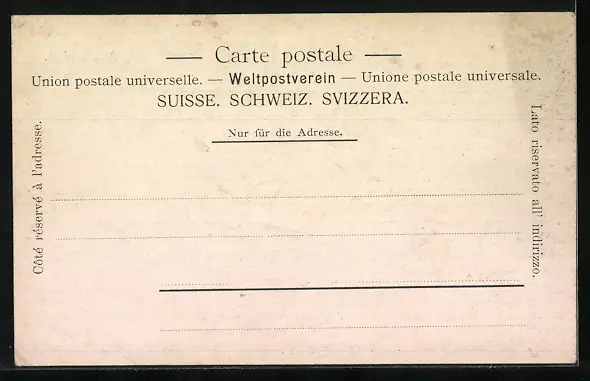 — Carte postale —
Union postale universelle. — Weltpostverein — Unione postale universale.
SUISSE. SCHWEIZ. SVIZZERA.
Nur für die Adresse.
Côté réservé à l'adresse.
Lato riservato all' indirizzo.